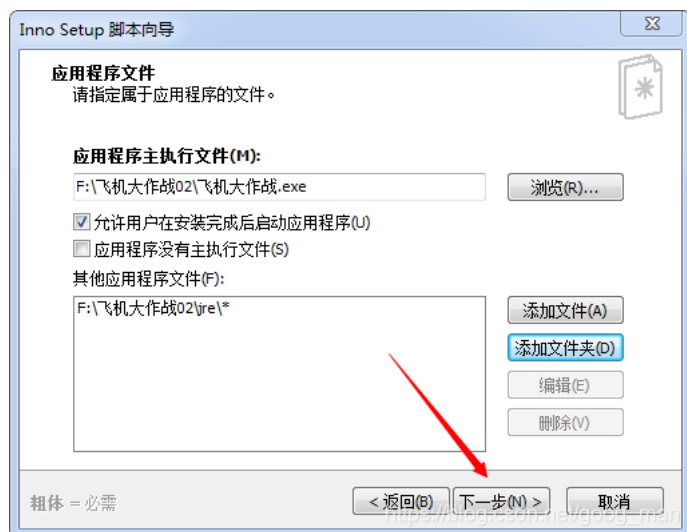 Inno Setup 脚本向导
应用程序文件
请指定属于应用程序的文件。
应用程序主执行文件(M):
F:\飞机大作战02\飞机大作战.exe
浏览(R)...
允许用户在安装完成后启动应用程序(U)
应用程序没有主执行文件(S)
其他应用程序文件(F):
F:\飞机大作战02\jre\*
添加文件(A)
添加文件夹(D)
编辑(E)
删除(V)
粗体 = 必需
< 返回(B)
下一步(N) >
取消
https://blog.csdn.net/good_man